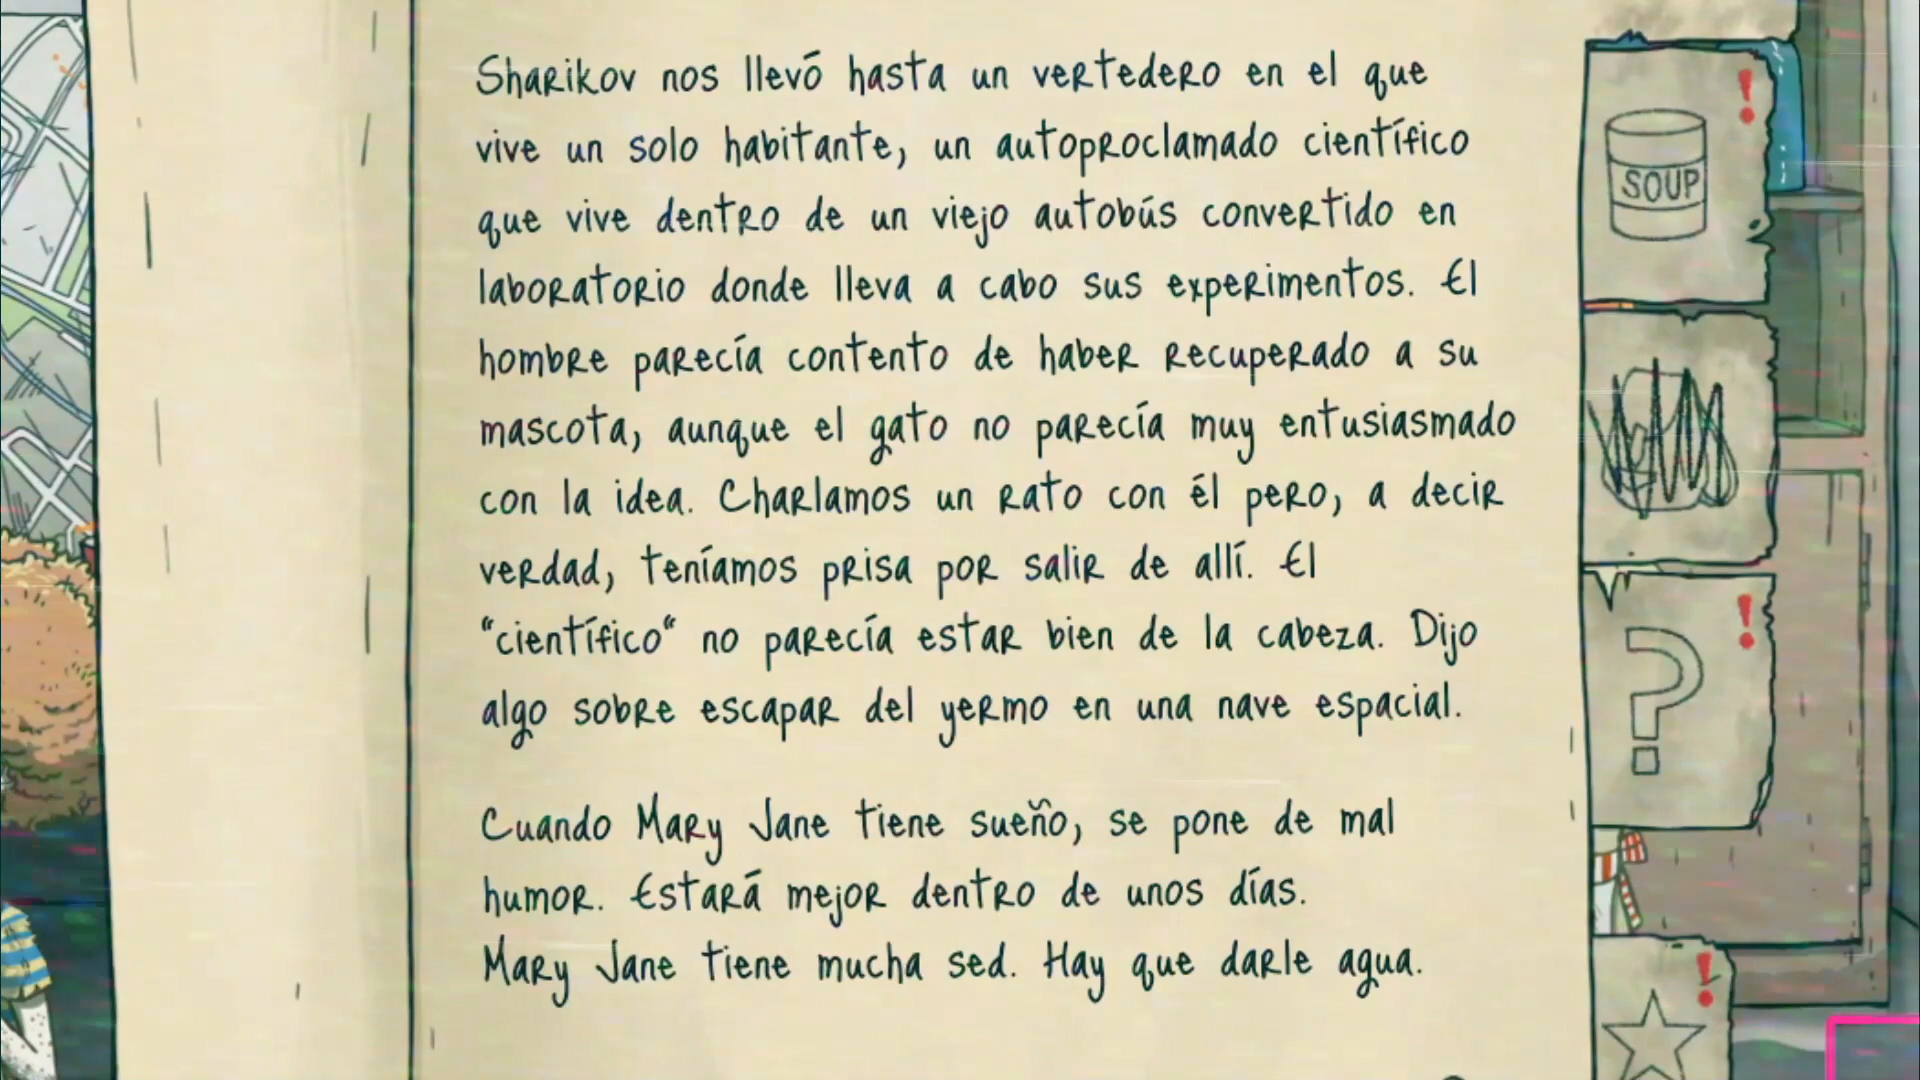 Sharikov nos llevó hasta un vertedero en el que
vive un solo habitante, un autoproclamado científico
que vive dentro de un viejo autobús convertido en
laboratorio donde lleva a cabo sus experimentos. El
hombre parecía contento de haber recuperado a su
mascota, aunque el gato no parecía muy entusiasmado
con la idea. Charlamos un rato con él pero, a decir
verdad, teníamos prisa por salir de allí. El
“científico“ no parecía estar bien de la cabeza. Dijo
algo sobre escapar del yermo en una nave espacial.
Cuando Mary Jane tiene sueño, se pone de mal
humor. Estará mejor dentro de unos días.
Mary Jane tiene mucha sed. Hay que darle agua.
!
SOUP
!
?
!